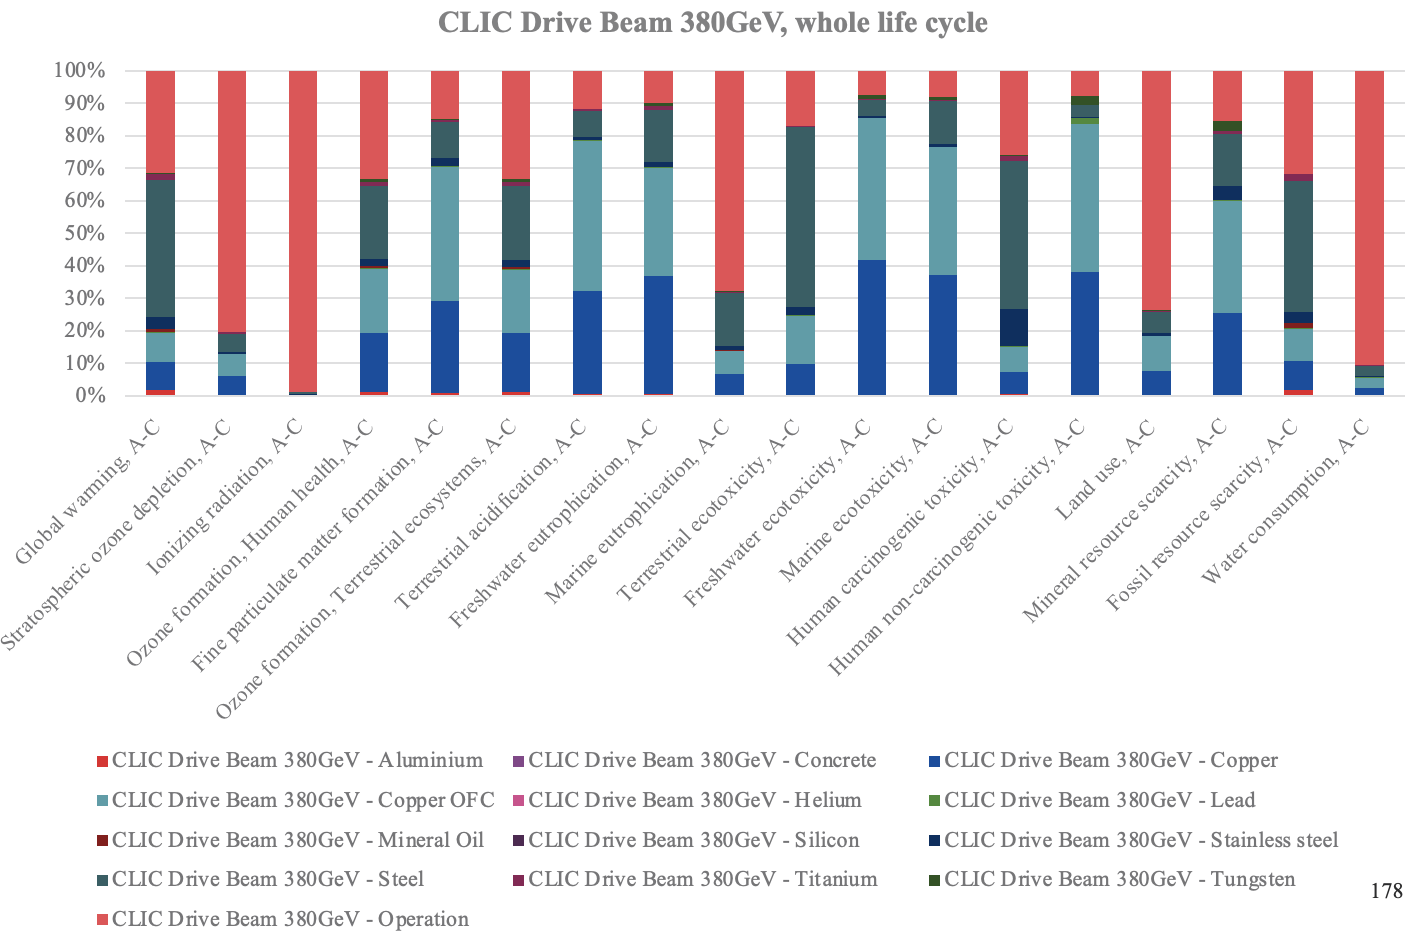 CLIC Drive Beam 380GeV, whole life cycle
100%
90%
80%
70%
60%
50%
40%
30%
20%
10%
0%
Global warming, A-C
Stratospheric ozone depletion, A-C
Ionizing radiation, A-C
Ozone formation, Human health, A-C
Fine particulate matter formation, A-C
Ozone formation, Terrestrial ecosystems, A-C
Terrestrial acidification, A-C
Freshwater eutrophication, A-C
Marine eutrophication, A-C
Terrestrial ecotoxicity, A-C
Freshwater ecotoxicity, A-C
Marine ecotoxicity, A-C
Human carcinogenic toxicity, A-C
Human non-carcinogenic toxicity, A-C
Land use, A-C
Mineral resource scarcity, A-C
Fossil resource scarcity, A-C
Water consumption, A-C
CLIC Drive Beam 380GeV - Aluminium
CLIC Drive Beam 380GeV - Concrete
CLIC Drive Beam 380GeV - Copper
CLIC Drive Beam 380GeV - Copper OFC
CLIC Drive Beam 380GeV - Helium
CLIC Drive Beam 380GeV - Lead
CLIC Drive Beam 380GeV - Mineral Oil
CLIC Drive Beam 380GeV - Silicon
CLIC Drive Beam 380GeV - Stainless steel
CLIC Drive Beam 380GeV - Steel
CLIC Drive Beam 380GeV - Titanium
CLIC Drive Beam 380GeV - Tungsten
CLIC Drive Beam 380GeV - Operation
178